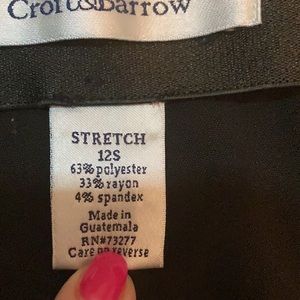 Croft&Barrow
STRETCH
12S
63% polyester
33% rayon
4% spandex
Made in
Guatemala
RN#73277
Care on reverse